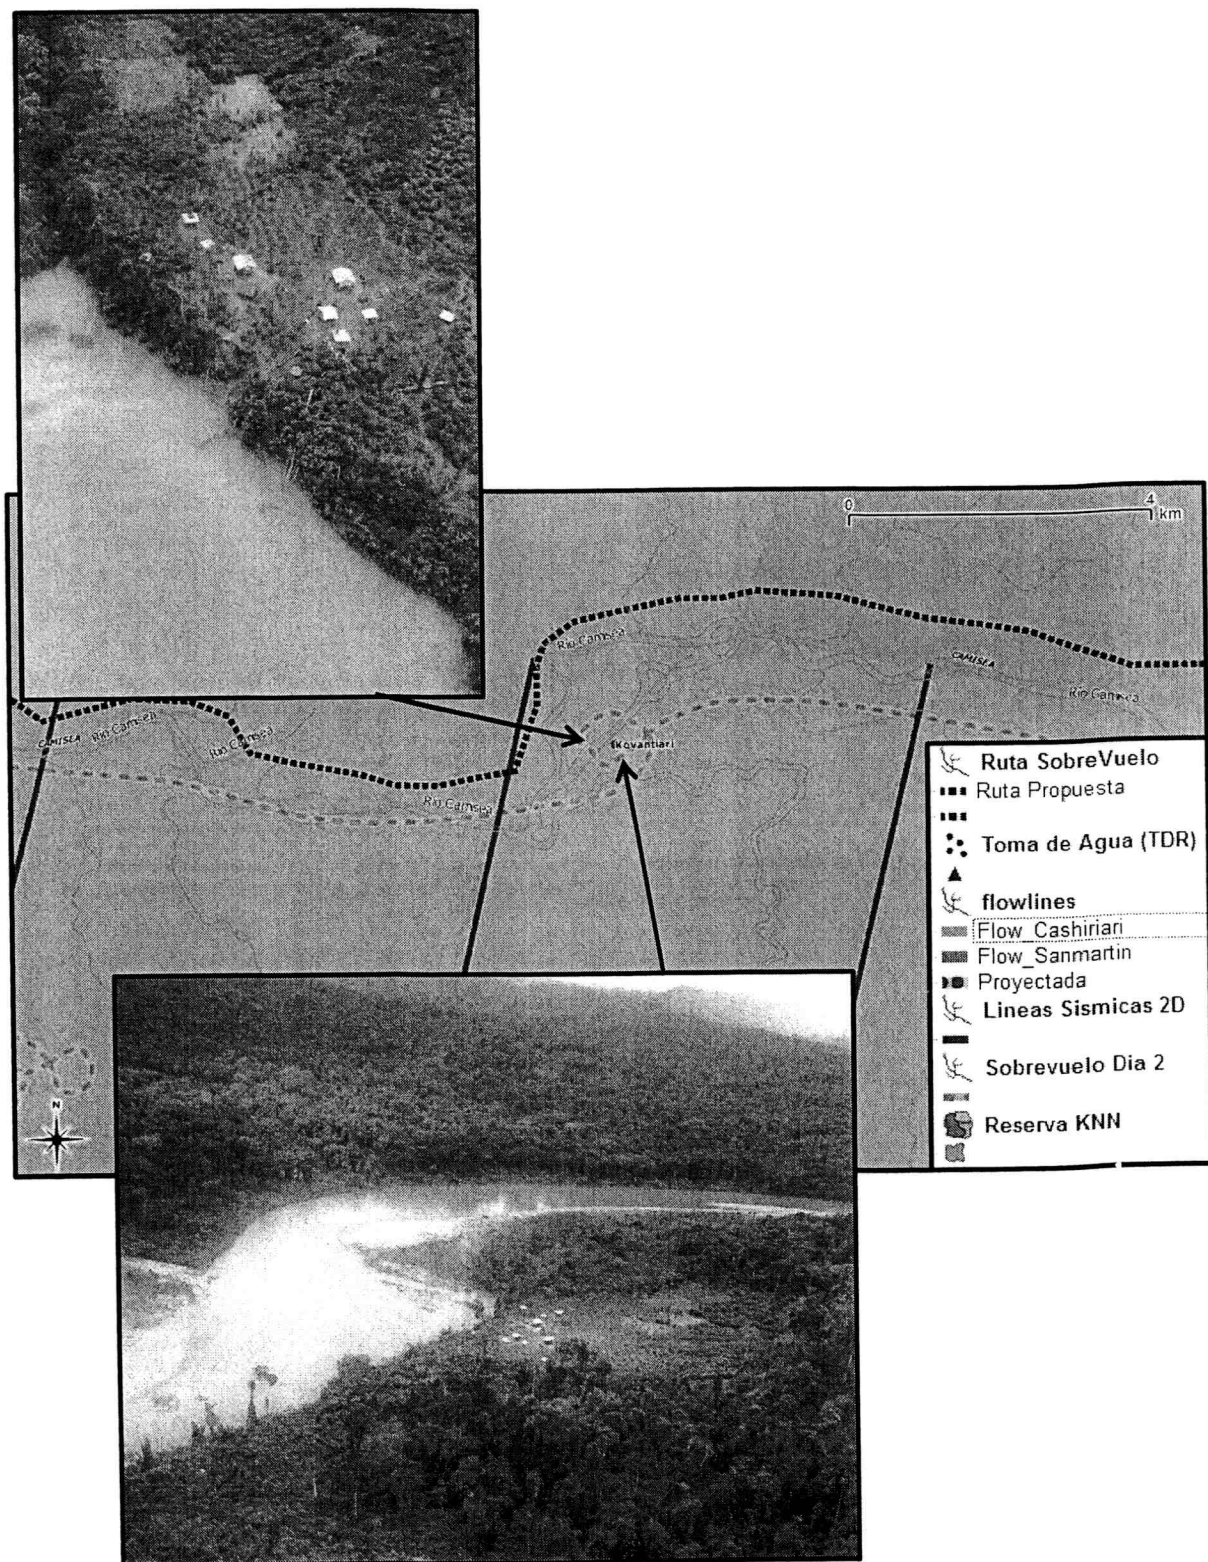 0 4
km
Rio Camisea
CAMISEA
Rio Camisea
CAMISEA
Rio Camisea
Rio Camisea
Kovantiari
Rio Camisea
N
Ruta SobreVuelo
Ruta Propuesta
Toma de Agua (TDR)
flowlines
Flow_Cashiriari
Flow_Sanmartin
Proyectada
Lineas Sismicas 2D
Sobrevuelo Dia 2
Reserva KNN